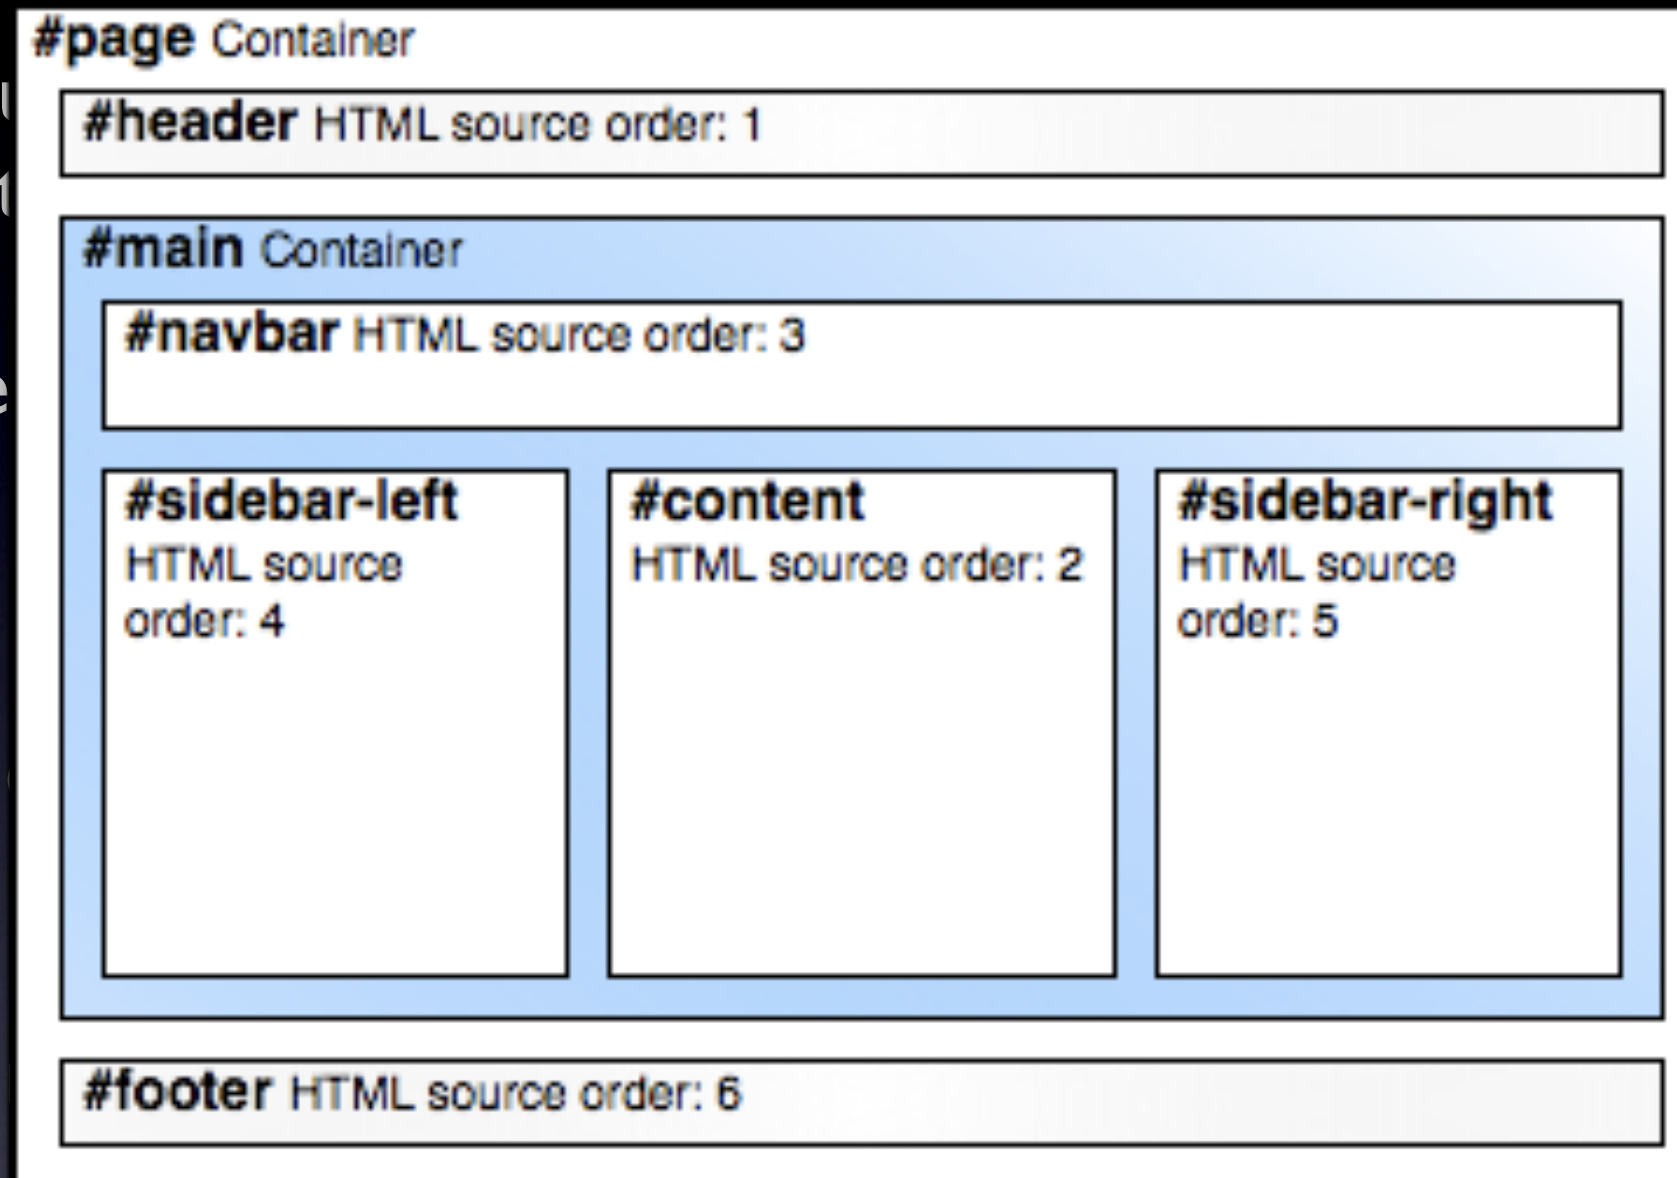 #page Container
#header HTML source order: 1
#main Container
#navbar HTML source order: 3
#sidebar-left
HTML source
order: 4
#content
HTML source order: 2
#sidebar-right
HTML source
order: 5
#footer HTML source order: 6